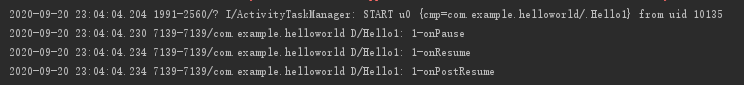 2020-09-20 23:04:04.204 1991-2560/? I/ActivityTaskManager: START u0 {cmp=com.example.helloworld/.Hello1} from uid 10135
2020-09-20 23:04:04.230 7139-7139/com.example.helloworld D/Hello1: 1-onPause
2020-09-20 23:04:04.234 7139-7139/com.example.helloworld D/Hello1: 1-onResume
2020-09-20 23:04:04.234 7139-7139/com.example.helloworld D/Hello1: 1-onPostResume